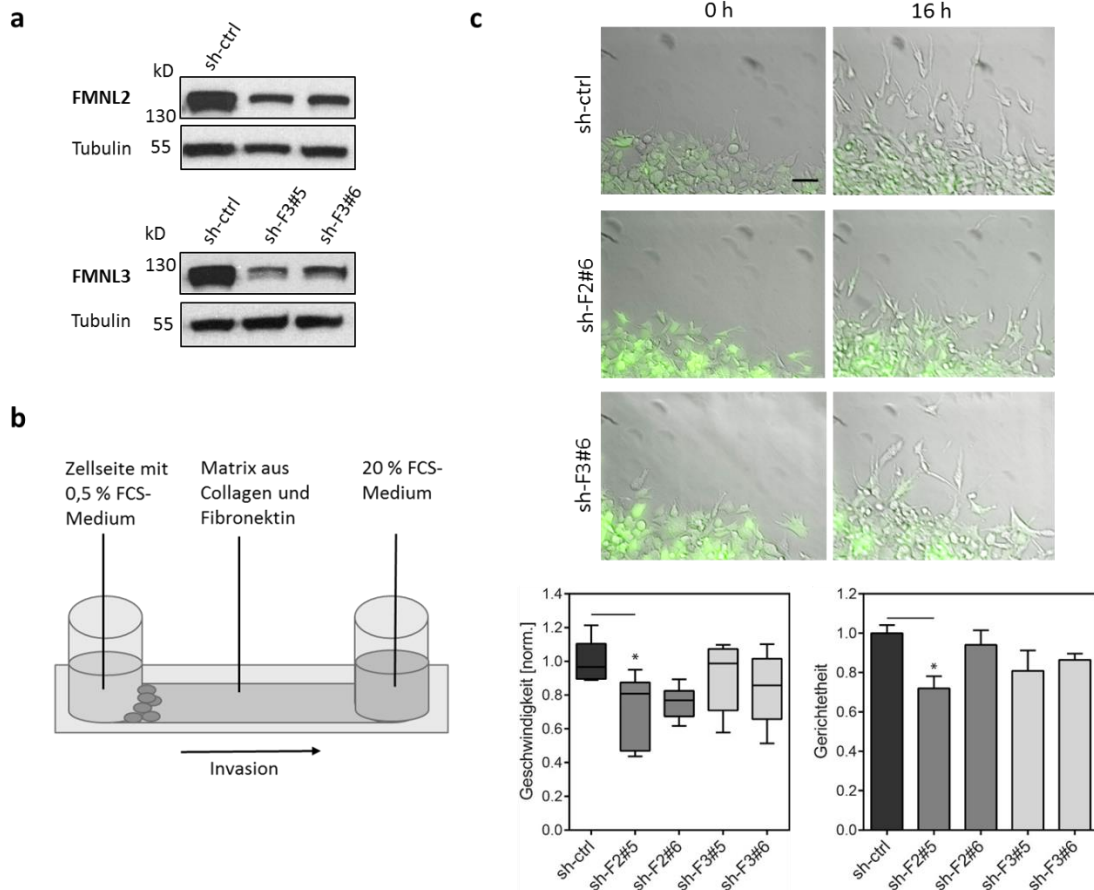 a
sh-ctrl
kD
FMNL2
130
Tubulin 55
sh-ctrl sh-F3#5 sh-F3#6
kD
FMNL3 130
Tubulin 55
b
Zellseite mit
0,5 % FCS-
Medium
Matrix aus
Collagen und
Fibronektin
20 % FCS-
Medium
Invasion
c
0 h 16 h
sh-ctrl
sh-F2#6
sh-F3#6
Geschwindigkeit [norm.]
1.4
1.2
1.0
0.8
0.6
0.4
0.2
0.0
*
sh-ctrl sh-F2#5 sh-F2#6 sh-F3#5 sh-F3#6
Gerichtetheit
1.2
1.0
0.8
0.6
0.4
0.2
0.0
*
sh-ctrl sh-F2#5 sh-F2#6 sh-F3#5 sh-F3#6